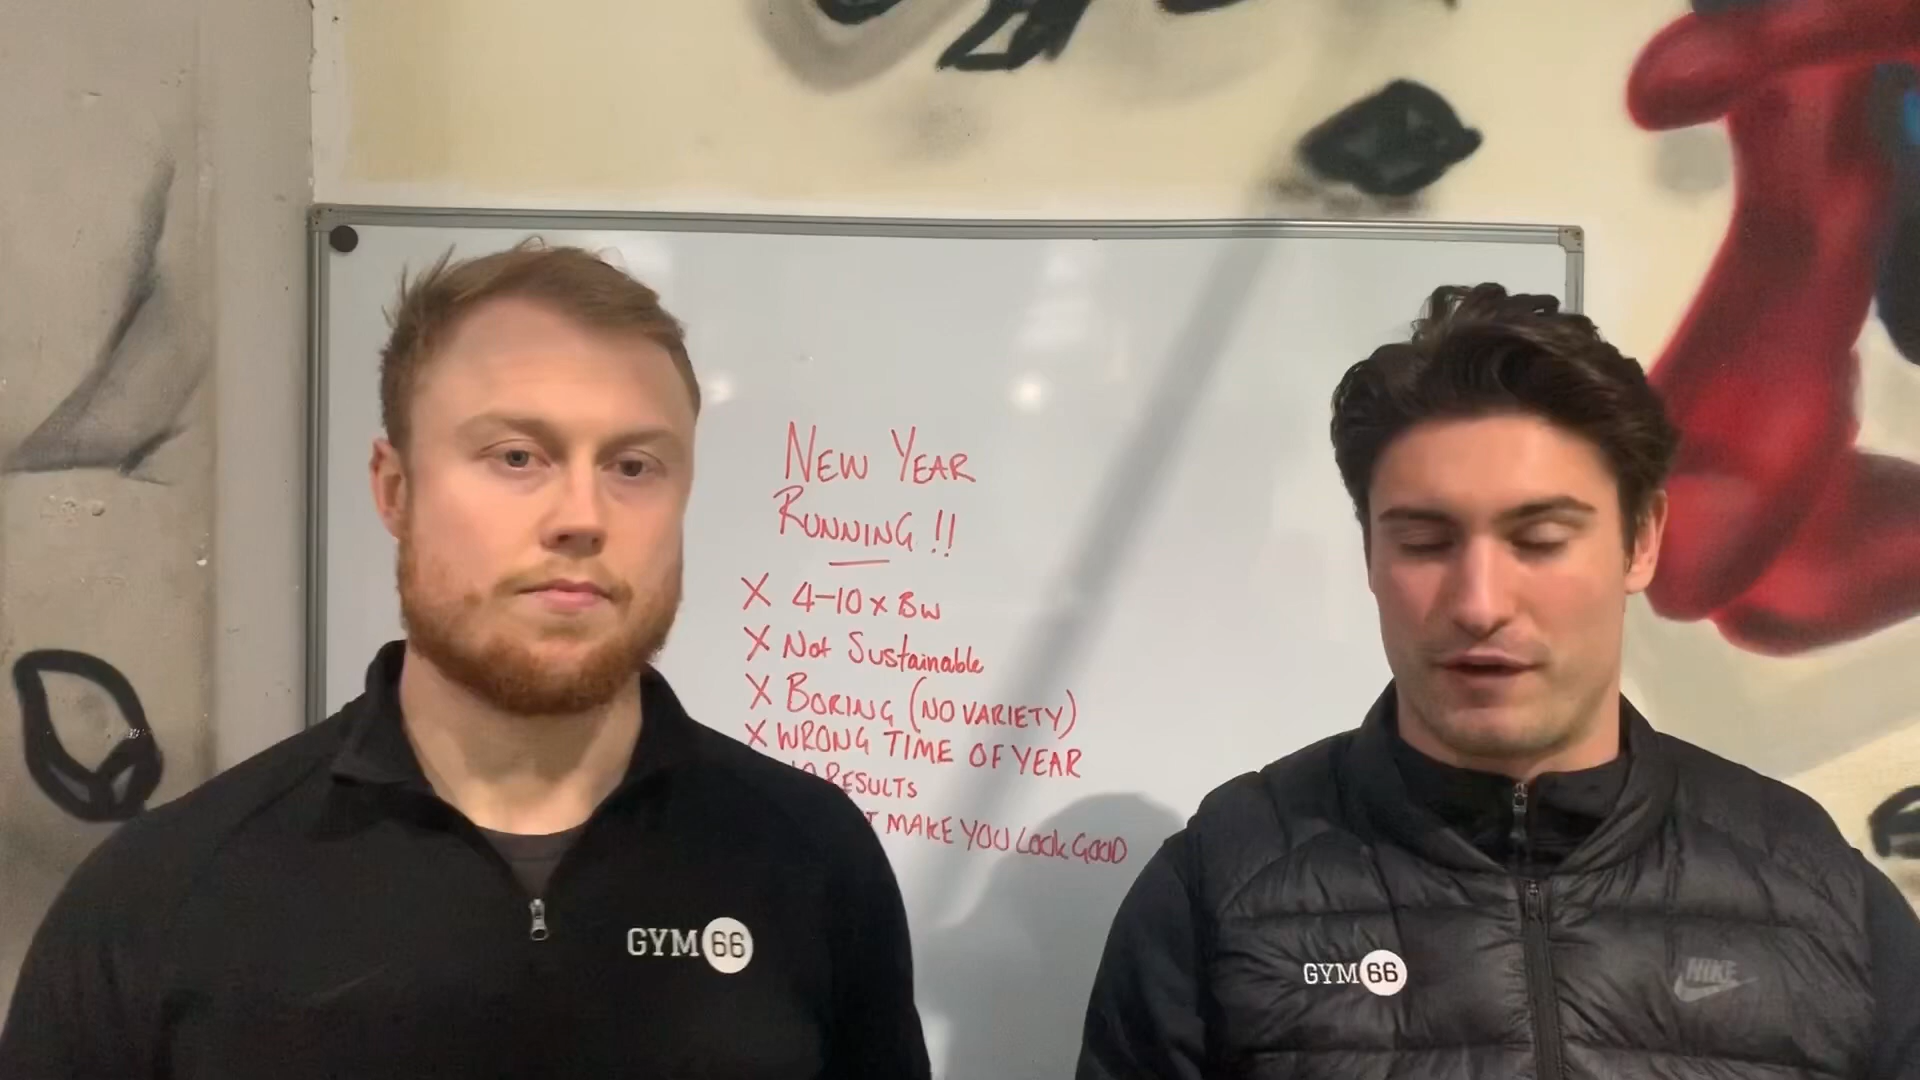 NEW YEAR
RUNNING !!
X 4-10 x BW
X Not Sustainable
X BORING (NO VARIETY)
X WRONG TIME OF YEAR
RESULTS
MAKE YOU LOOK GOOD
GYM 66
GYM 66
NIKE